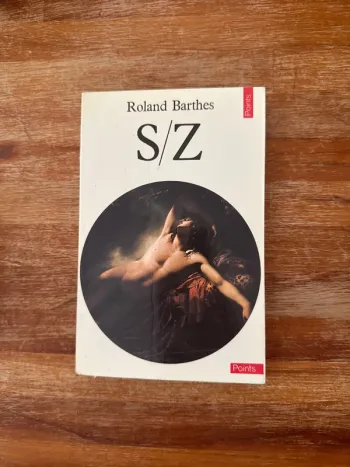 Roland Barthes
Points
S/Z
Points